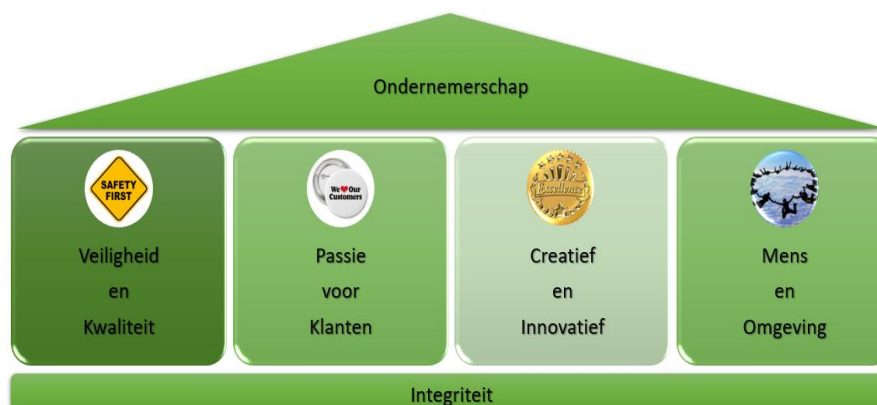 Ondernemerschap
SAFETY
FIRST
Veiligheid
en
Kwaliteit
We ❤ Our
Customers
Passie
voor
Klanten
Excellence
Creatief
en
Innovatief
Mens
en
Omgeving
Integriteit